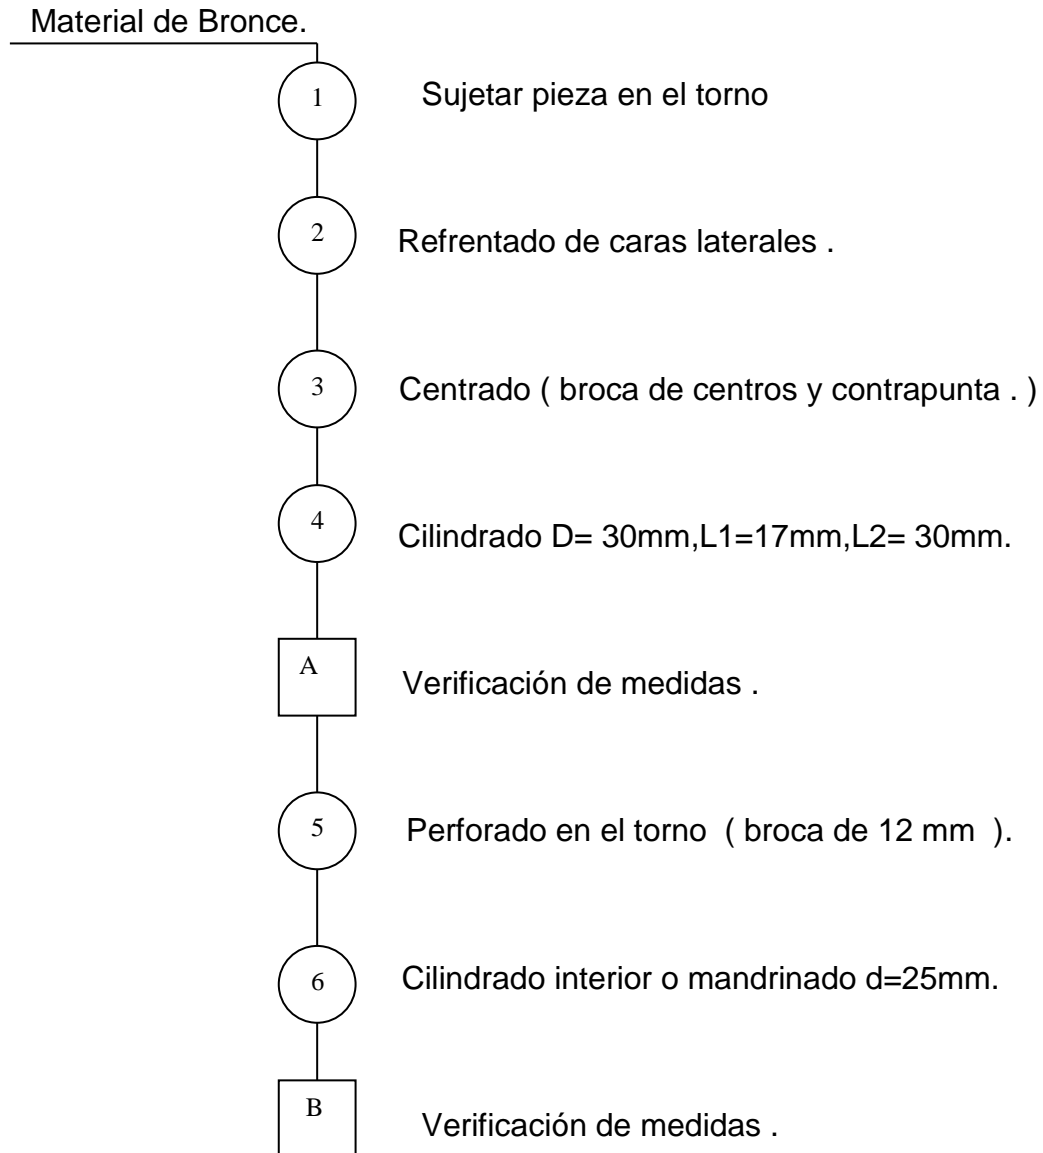 Material de Bronce.
1 Sujetar pieza en el torno
2 Refrentado de caras laterales .
3 Centrado ( broca de centros y contrapunta . )
4 Cilindrado D= 30mm,L1=17mm,L2= 30mm.
A Verificación de medidas .
5 Perforado en el torno ( broca de 12 mm ).
6 Cilindrado interior o mandrinado d=25mm.
B Verificación de medidas .